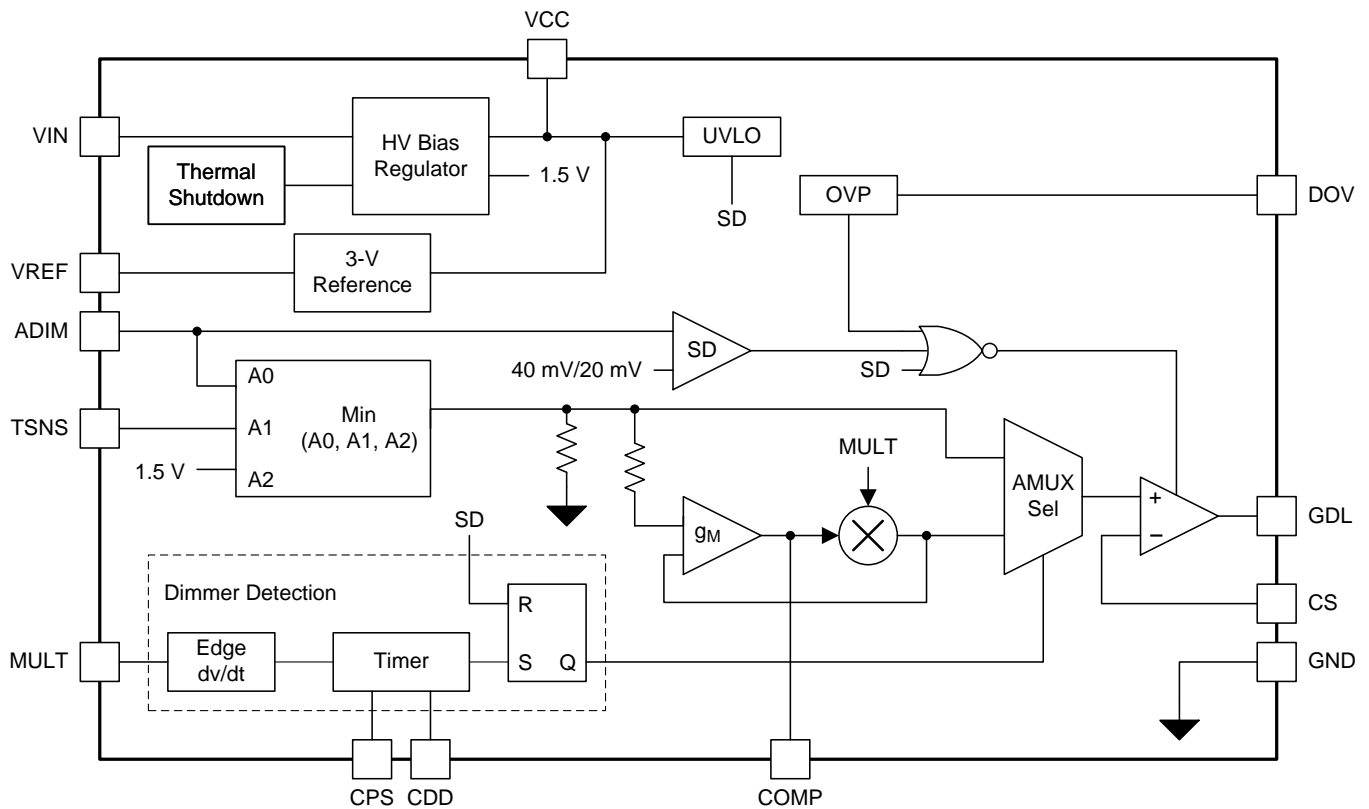 VCC
VIN
HV Bias
Regulator
UVLO
Thermal
Shutdown
1.5 V
SD
OVP
DOV
VREF
3-V
Reference
ADIM
SD
40 mV/20 mV
SD
A0
TSNS
A1
Min
(A0, A1, A2)
1.5 V
A2
MULT
AMUX
Sel
+
−
GDL
gM
SD
Dimmer Detection
R
CS
MULT
Edge
dv/dt
Timer
S
Q
GND
CPS
CDD
COMP